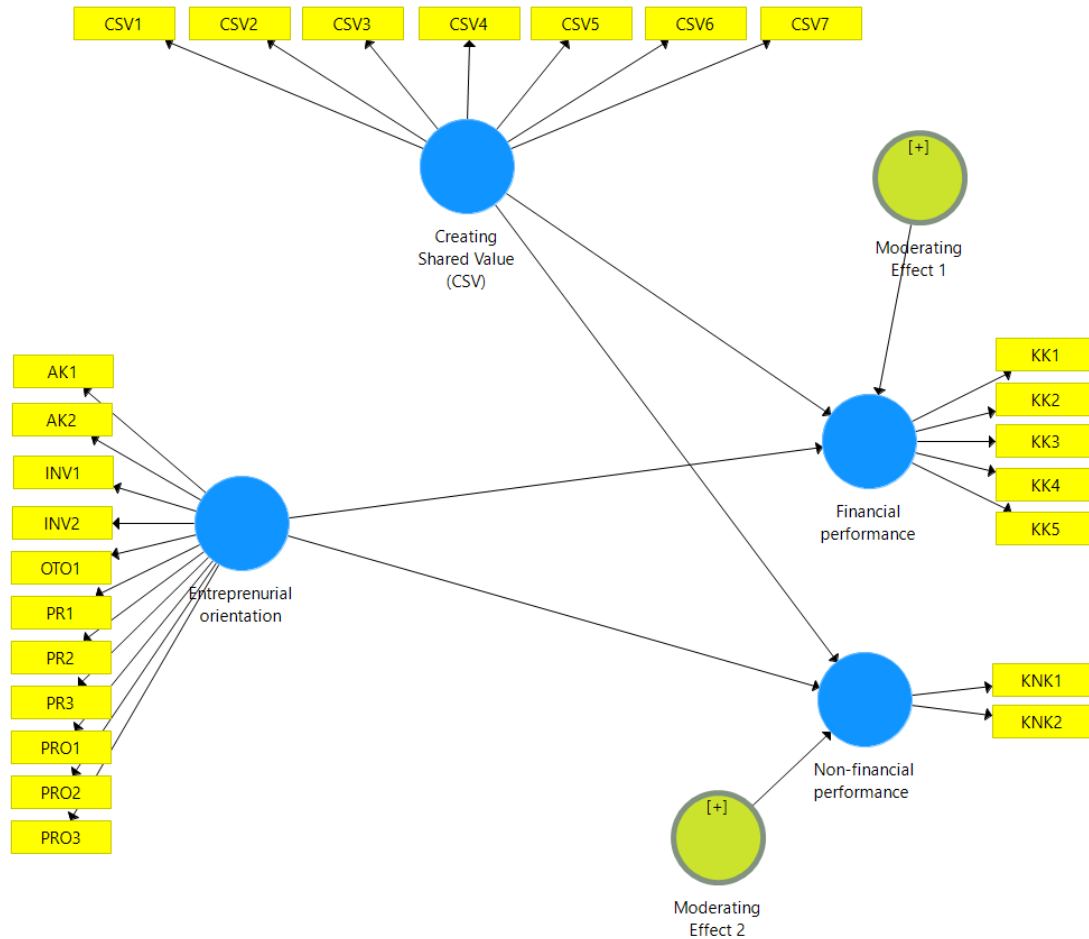 CSV1
CSV2
CSV3
CSV4
CSV5
CSV6
CSV7
Creating
Shared Value
(CSV)
[+]
Moderating
Effect 1
AK1
AK2
INV1
INV2
OTO1
PR1
PR2
PR3
PRO1
PRO2
PRO3
Entreprenurial
orientation
Financial
performance
KK1
KK2
KK3
KK4
KK5
Non-financial
performance
KNK1
KNK2
[+]
Moderating
Effect 2